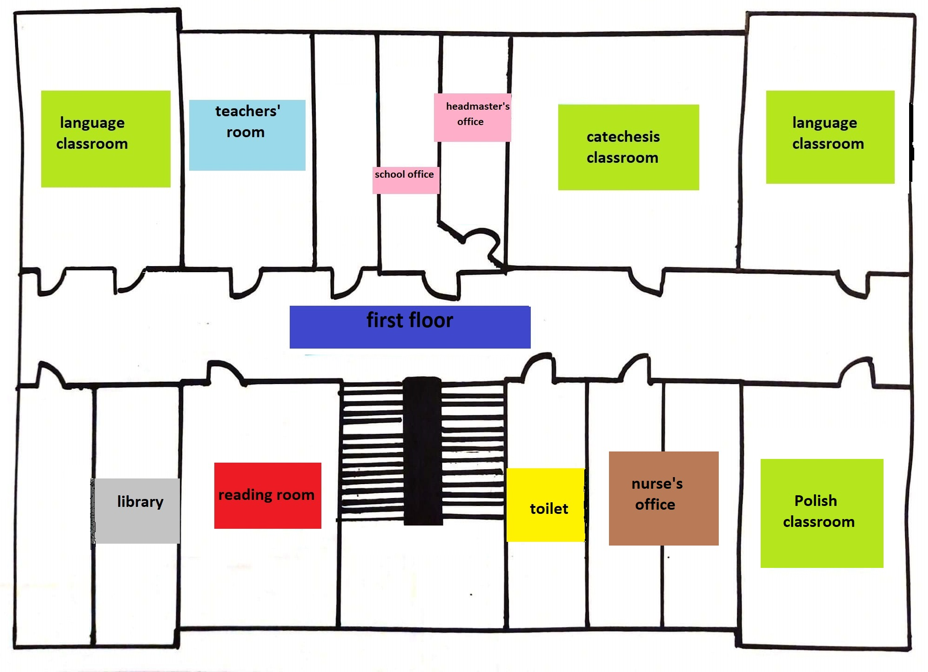 language
classroom
teachers'
room
school office
headmaster's
office
catechesis
classroom
language
classroom
first floor
library
reading room
toilet
nurse's
office
Polish
classroom